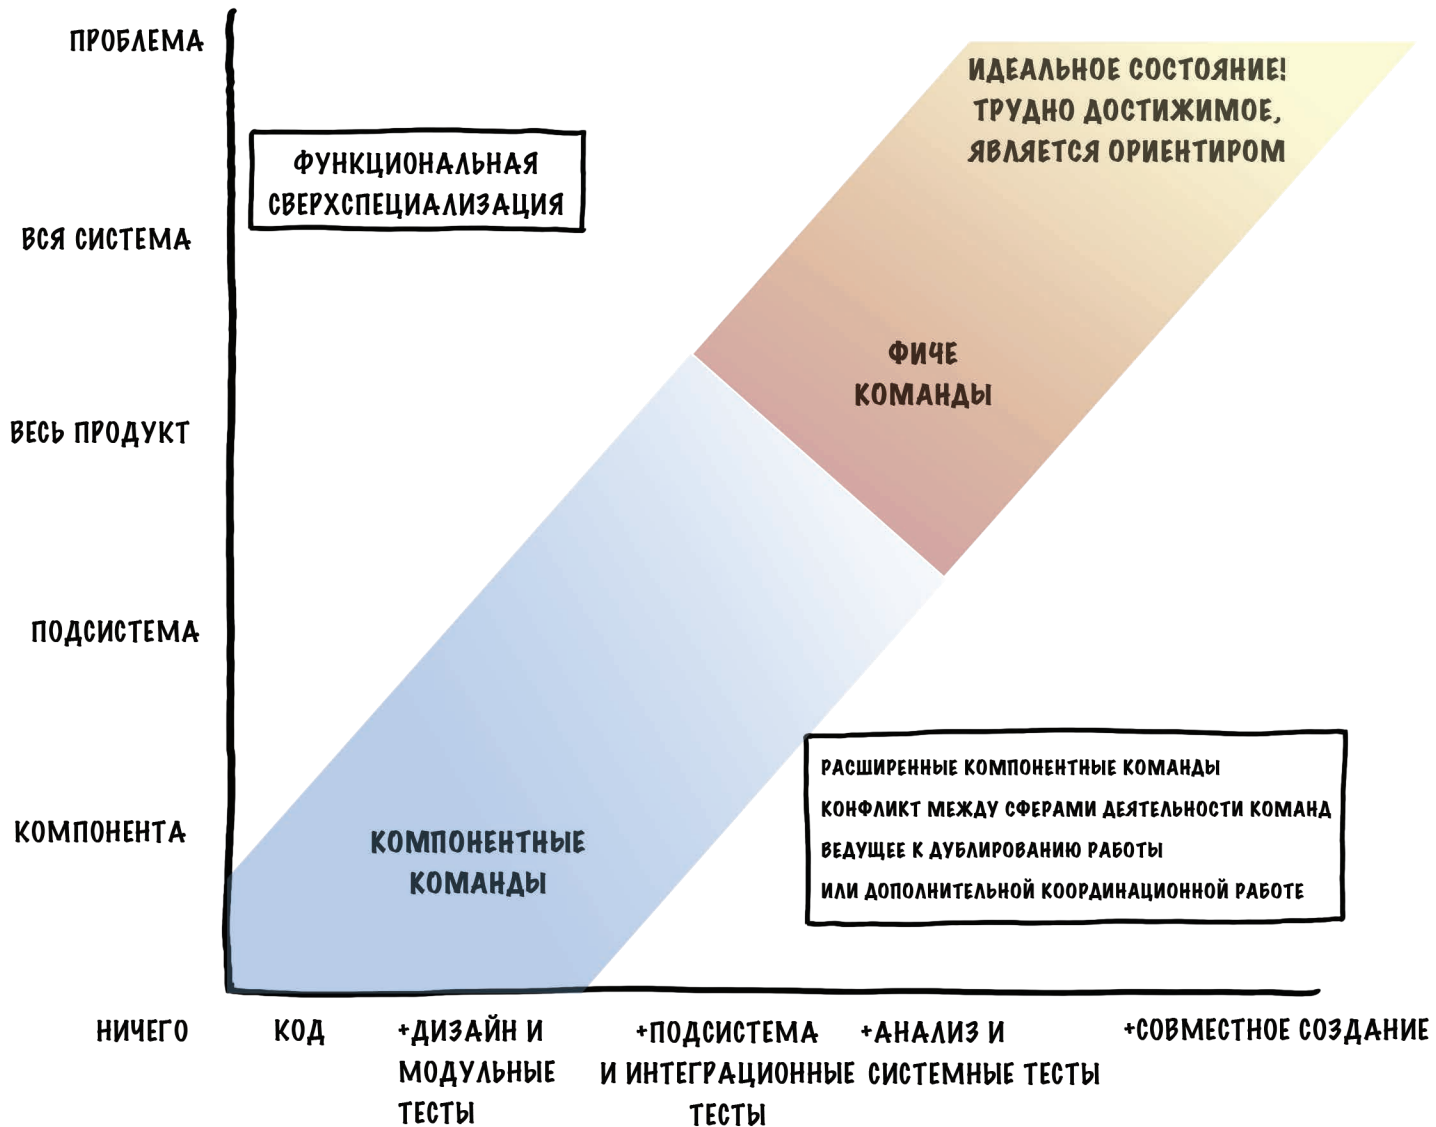 ПРОБЛЕМА
ИДЕАЛЬНОЕ СОСТОЯНИЕ!
ТРУДНО ДОСТИЖИМОЕ,
ЯВЛЯЕТСЯ ОРИЕНТИРОМ
ФУНКЦИОНАЛЬНАЯ
СВЕРХСПЕЦИАЛИЗАЦИЯ
ВСЯ СИСТЕМА
ФИЧЕ
КОМАНДЫ
ВЕСЬ ПРОДУКТ
ПОДСИСТЕМА
РАСШИРЕННЫЕ КОМПОНЕНТНЫЕ КОМАНДЫ
КОНФЛИКТ МЕЖДУ СФЕРАМИ ДЕЯТЕЛЬНОСТИ КОМАНД
ВЕДУЩЕЕ К ДУБЛИРОВАНИЮ РАБОТЫ
ИЛИ ДОПОЛНИТЕЛЬНОЙ КООРДИНАЦИОННОЙ РАБОТЕ
КОМПОНЕНТА
КОМПОНЕНТНЫЕ
КОМАНДЫ
НИЧЕГО
КОД
+ДИЗАЙН И
МОДУЛЬНЫЕ
ТЕСТЫ
+ПОДСИСТЕМА
И ИНТЕГРАЦИОННЫЕ
ТЕСТЫ
+АНАЛИЗ И
СИСТЕМНЫЕ ТЕСТЫ
+СОВМЕСТНОЕ СОЗДАНИЕ